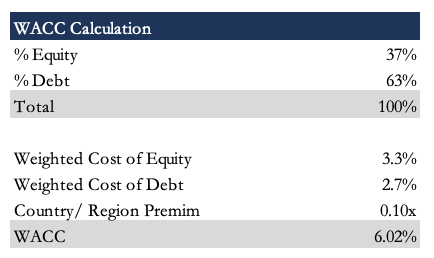 WACC Calculation
% Equity 37%
% Debt 63%
Total 100%
Weighted Cost of Equity 3.3%
Weighted Cost of Debt 2.7%
Country/ Region Premim 0.10x
WACC 6.02%